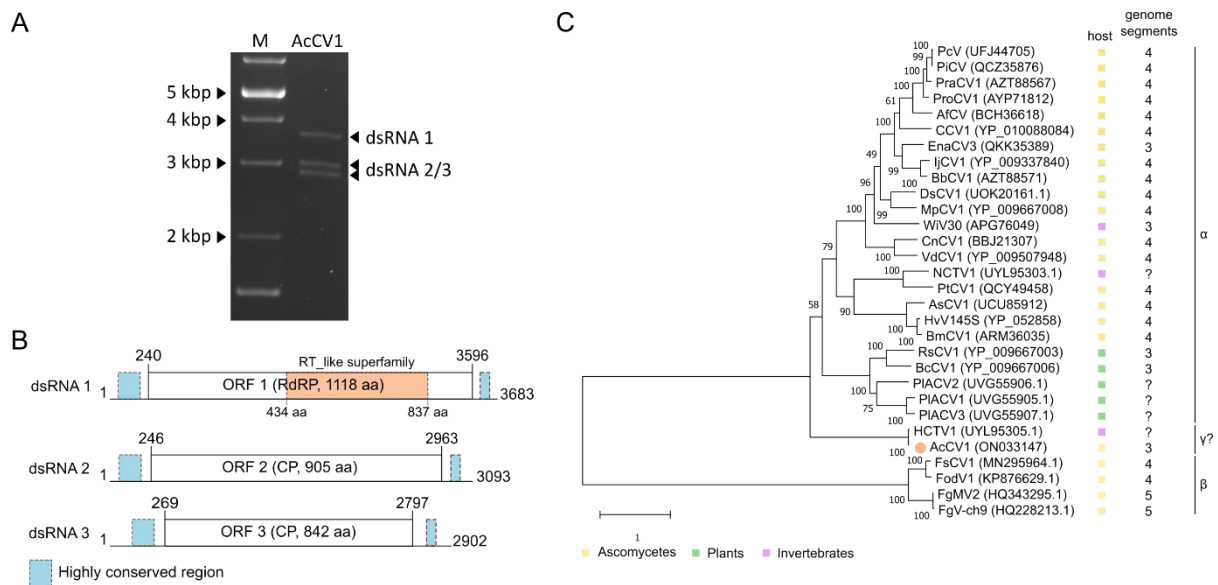 A
M AcCV1
5 kbp
4 kbp
dsRNA 1
3 kbp
dsRNA 2/3
2 kbp
B
240 RT_like superfamily 3596
dsRNA 1 1 ORF 1 (RdRP, 1118 aa) 3683
434 aa 837 aa
246 2963
dsRNA 2 1 ORF 2 (CP, 905 aa) 3093
269 2797
dsRNA 3 1 ORF 3 (CP, 842 aa) 2902
Highly conserved region
C
host genome segments
100 PcV (UFJ44705) 4
99 PiCV (QCZ35876) 4
100 PraCV1 (AZT88567) 4
100 ProCV1 (AYP71812) 4
61 AfCV (BCH36618) 4
100 CCV1 (YP_010088084) 4
EnaCV3 (QKK35389) 3
49 IjCV1 (YP_009337840) 4
99 100 BbCV1 (AZT88571) 4
96 DsCV1 (UOK20161.1) 4
100 99 MpCV1 (YP_009667008) 4
WiV30 (APG76049) 3
α
79 CnCV1 (BBJ21307) 4
100 VdCV1 (YP_009507948) 4
100 NCTV1 (UYL95303.1) ?
PtCV1 (QCY49458) 4
58 90 AsCV1 (UCU85912) 4
100 HvV145S (YP_052858) 4
100 BmCV1 (ARM36035) 4
100 100 RsCV1 (YP_009667003) 3
BcCV1 (YP_009667006) 3
100 PlACV2 (UVG55906.1) ?
75 PlACV1 (UVG55905.1) ?
100 PlACV3 (UVG55907.1) ?
HCTV1 (UYL95305.1) ?
γ?
100 AcCV1 (ON033147) 3
100 FsCV1 (MN295964.1) 4
FodV1 (KP876629.1) 4
β
FgMV2 (HQ343295.1) 5
100 FgV-ch9 (HQ228213.1) 5
1
Ascomycetes Plants Invertebrates